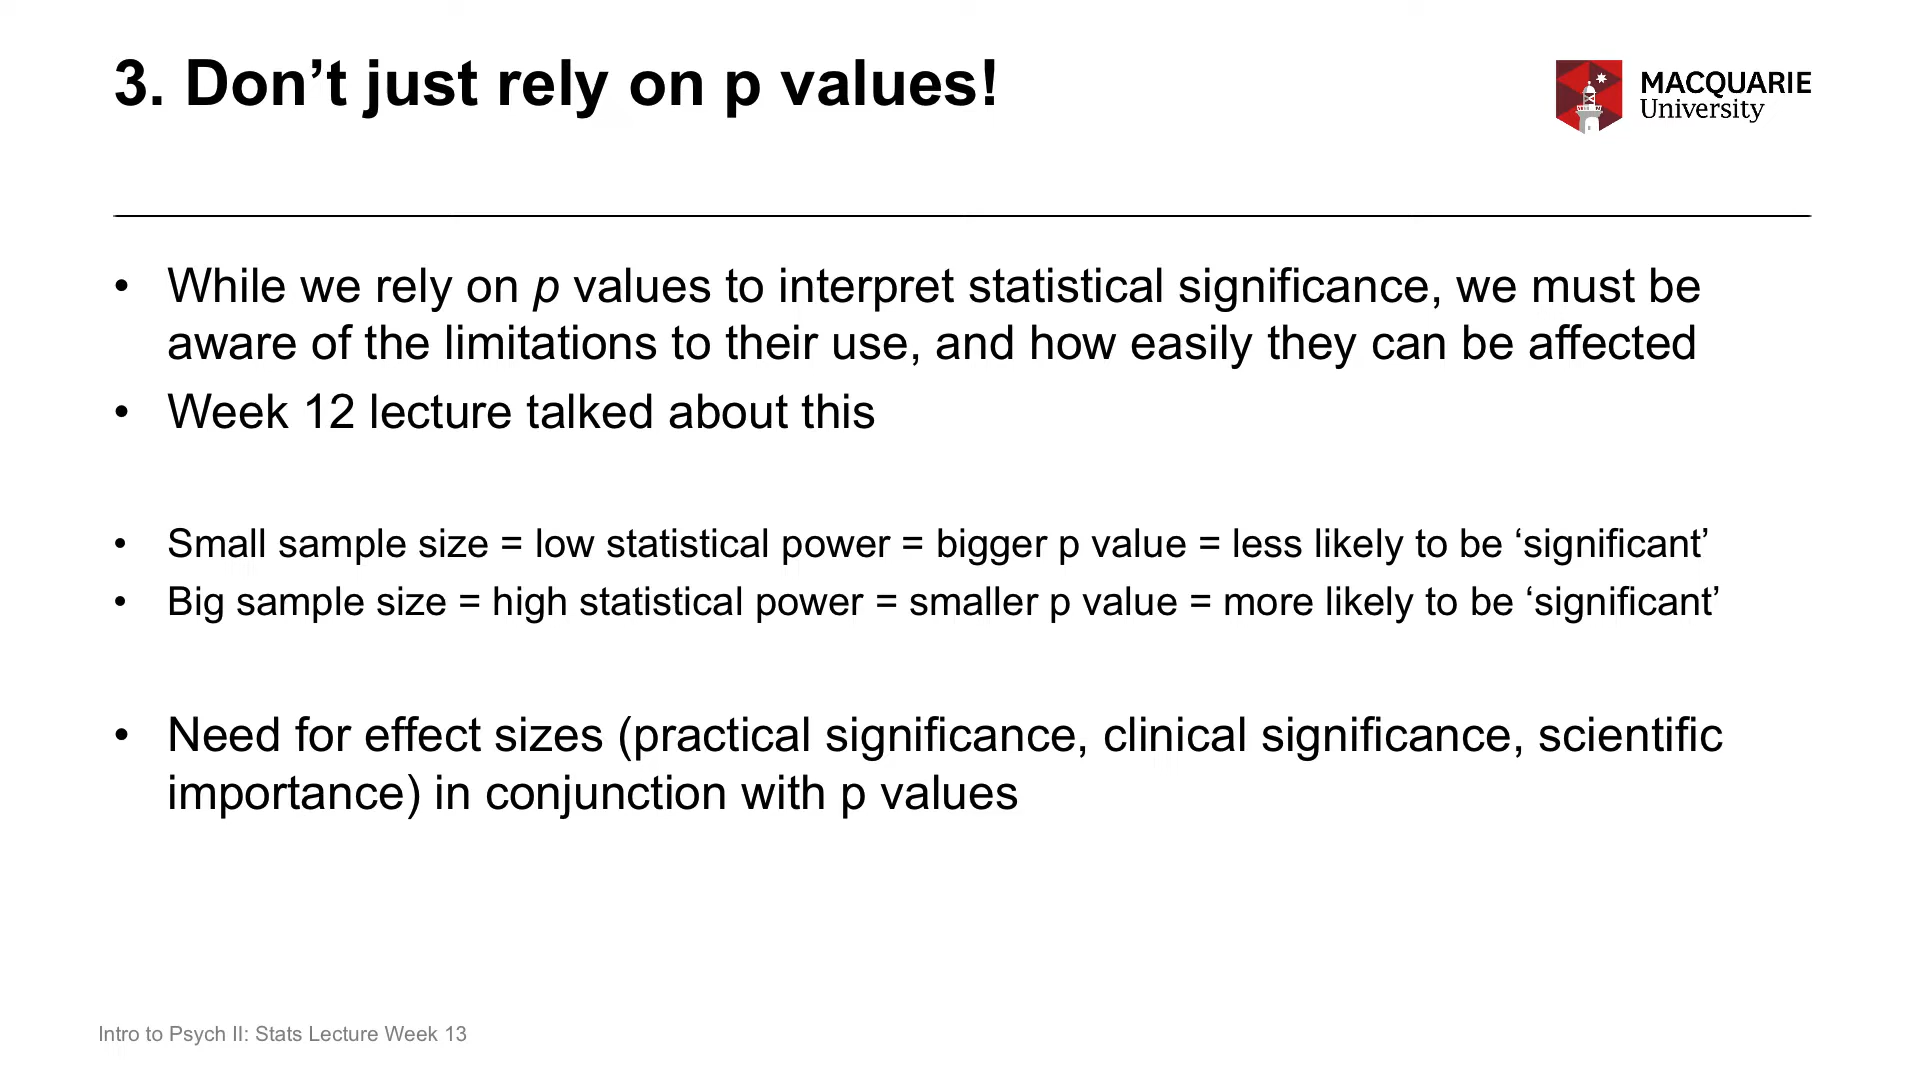 3. Don’t just rely on p values!
MACQUARIE
University
• While we rely on p values to interpret statistical significance, we must be
aware of the limitations to their use, and how easily they can be affected
• Week 12 lecture talked about this
• Small sample size = low statistical power = bigger p value = less likely to be ‘significant’
• Big sample size = high statistical power = smaller p value = more likely to be ‘significant’
• Need for effect sizes (practical significance, clinical significance, scientific
importance) in conjunction with p values
Intro to Psych II: Stats Lecture Week 13